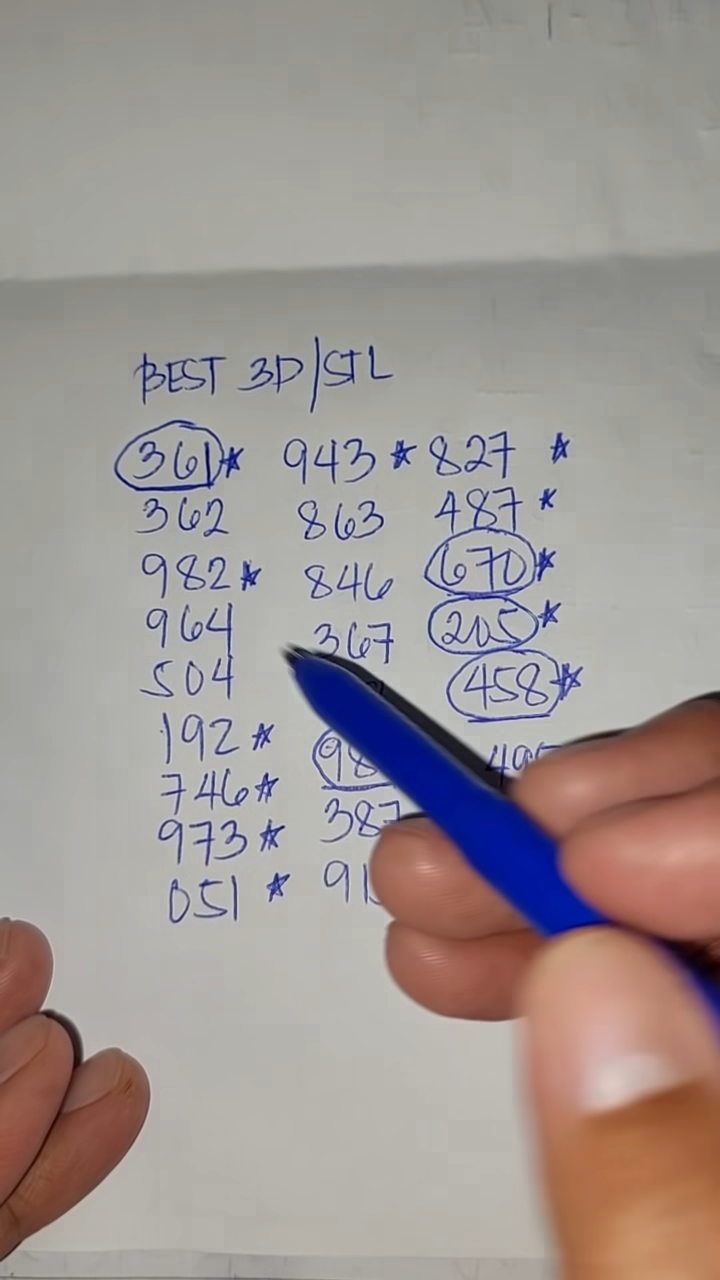 BEST 3D/STL
361★ 943★ 827 ★
362 863 487★
982★ 846 670★
964 367 205★
504 458★
192★
746★ 387
973★
051★